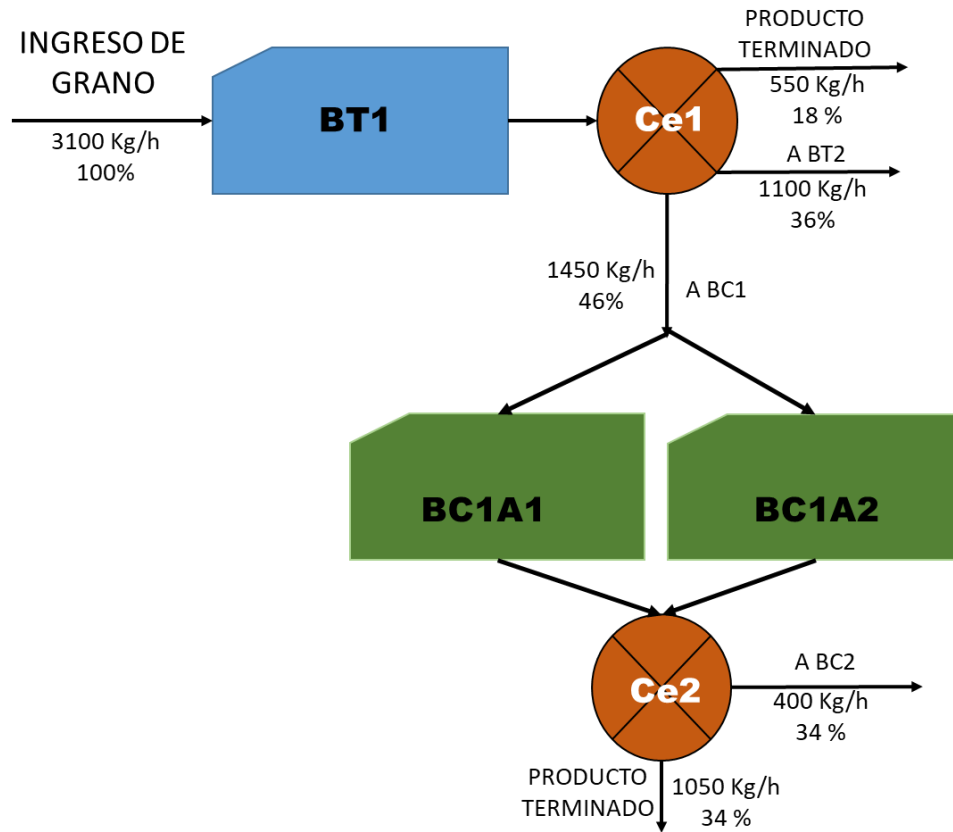 INGRESO DE
GRANO
3100 Kg/h
100%
BT1
Ce1
PRODUCTO
TERMINADO
550 Kg/h
18 %
A BT2
1100 Kg/h
36%
1450 Kg/h
46%
A BC1
BC1A1
BC1A2
Ce2
A BC2
400 Kg/h
34 %
PRODUCTO
TERMINADO
1050 Kg/h
34 %